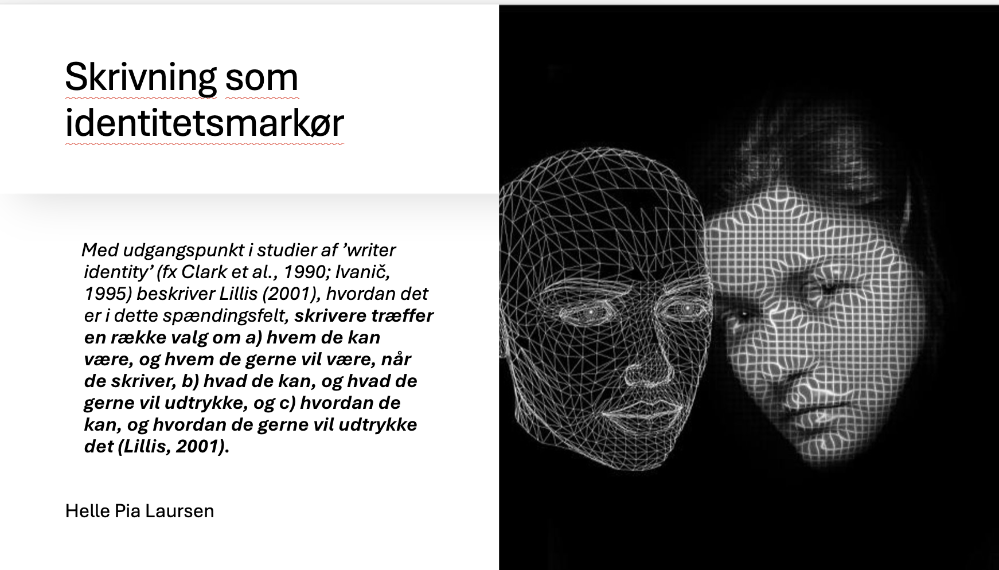 Skrivning som
identitetsmarkør
Med udgangspunkt i studier af ’writer
identity’ (fx Clark et al., 1990; Ivanič,
1995) beskriver Lillis (2001), hvordan det
er i dette spændingsfelt, skrivere træffer
en række valg om a) hvem de kan
være, og hvem de gerne vil være, når
de skriver, b) hvad de kan, og hvad de
gerne vil udtrykke, og c) hvordan de
kan, og hvordan de gerne vil udtrykke
det (Lillis, 2001).
Helle Pia Laursen